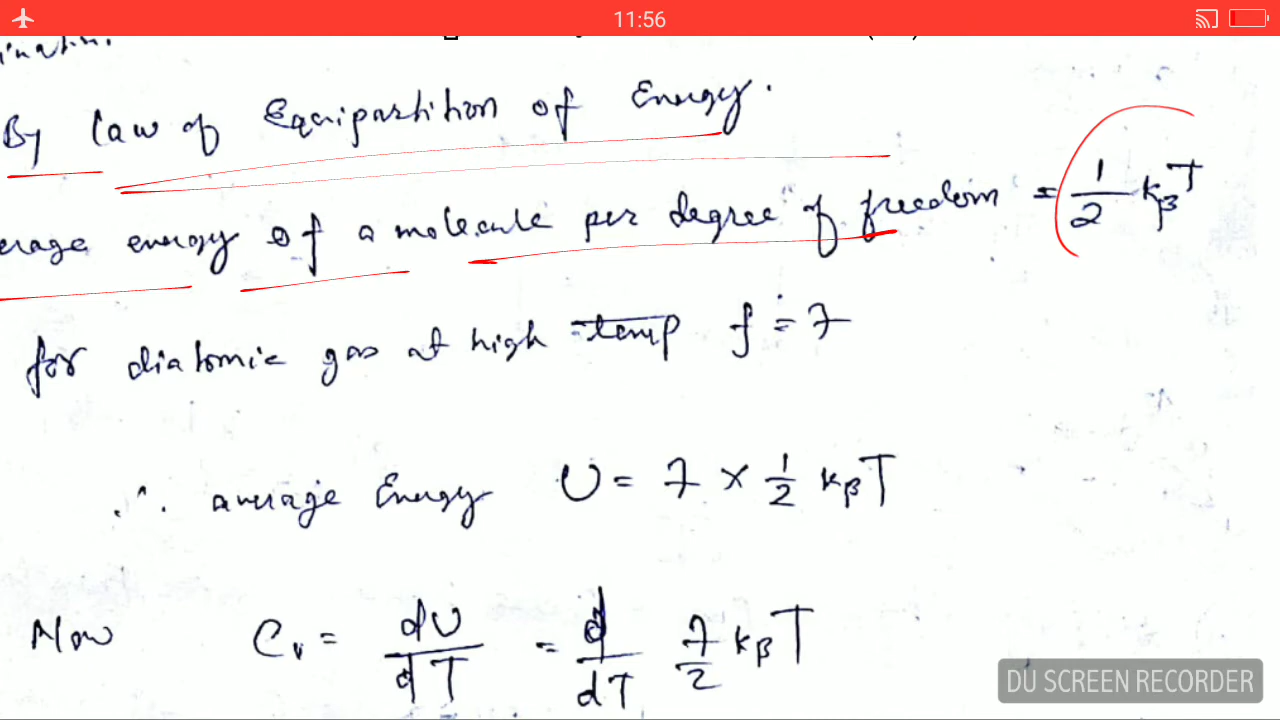 11:56
By law of Equipartition of Energy.
energy of a molecule per degree of freedom = 1/2 kβT
for diatomic gas at high temp f = 7
∴ average Energy U = 7 × 1/2 kβT
Now Cv = dU/dT = d/dT 7/2 kβT
DU SCREEN RECORDER